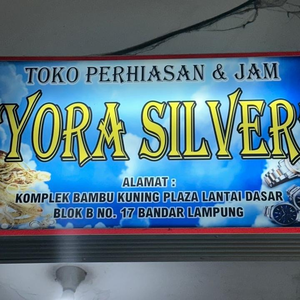 TOKO PERHIASAN & JAM
YORA SILVER
ALAMAT :
KOMPLEK BAMBU KUNING PLAZA LANTAI DASAR
BLOK B NO. 17 BANDAR LAMPUNG